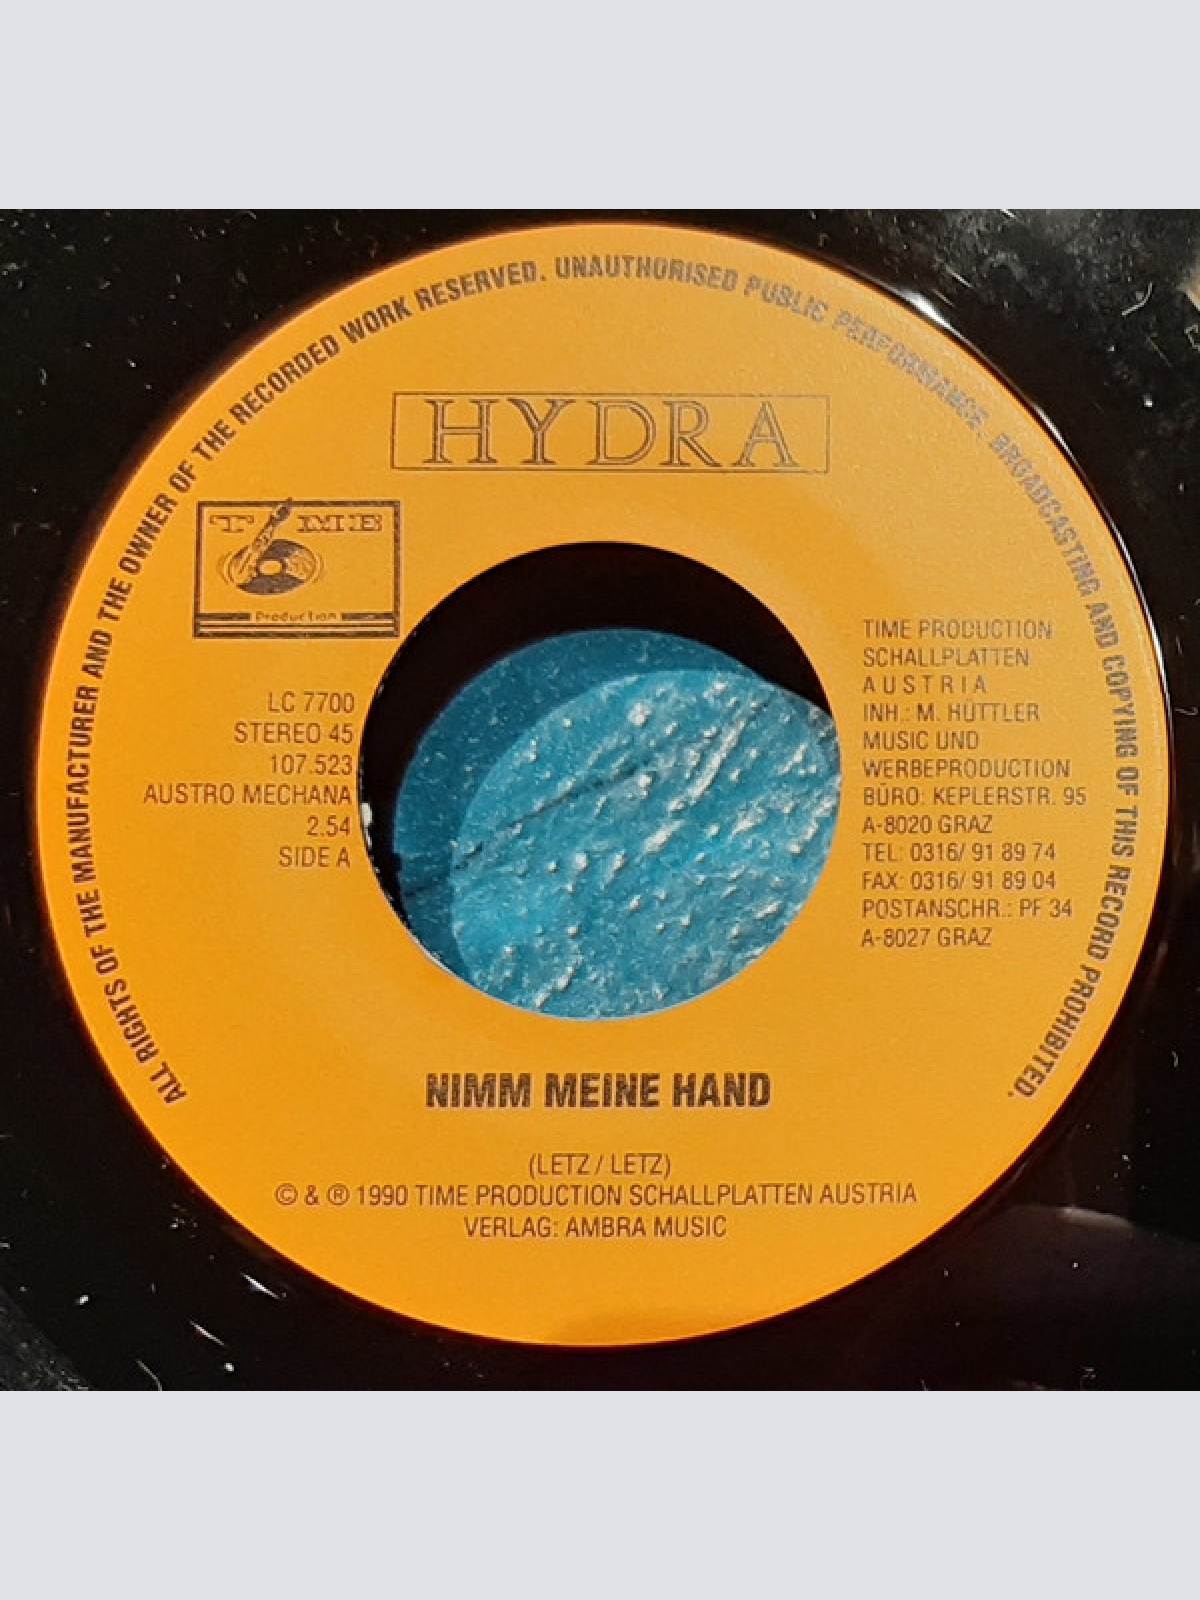 ALL RIGHTS OF THE MANUFACTURER AND THE OWNER OF THE RECORDED WORK RESERVED. UNAUTHORISED PUBLIC PERFORMANCE. BROADCASTING AND COPYING OF THIS RECORD PROHIBITED.
HYDRA
TIME
Production
LC 7700
STEREO 45
107.523
AUSTRO MECHANA
2.54
SIDE A
TIME PRODUCTION
SCHALLPLATTEN
AUSTRIA
INH.: M. HÜTTLER
MUSIC UND
WERBEPRODUCTION
BÜRO: KEPLERSTR. 95
A-8020 GRAZ
TEL: 0316/ 91 89 74
FAX: 0316/ 91 89 04
POSTANSCHR.: PF 34
A-8027 GRAZ
NIMM MEINE HAND
(LETZ / LETZ)
© & ® 1990 TIME PRODUCTION SCHALLPLATTEN AUSTRIA
VERLAG: AMBRA MUSIC